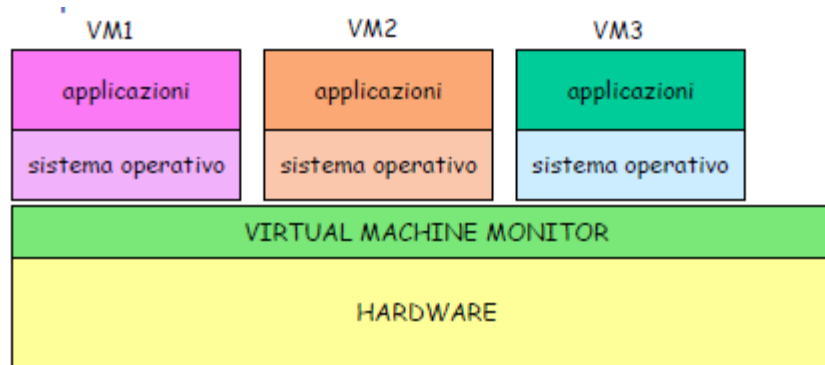 VM1 VM2 VM3
applicazioni applicazioni applicazioni
sistema operativo sistema operativo sistema operativo
VIRTUAL MACHINE MONITOR
HARDWARE